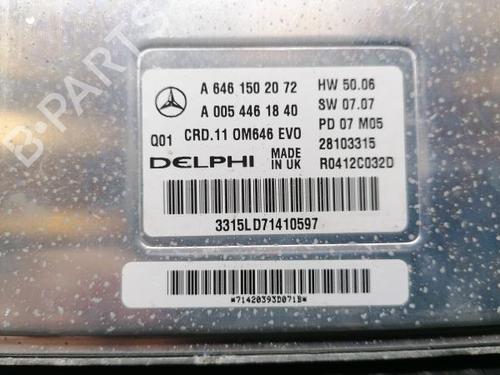 A 646 150 20 72 HW 50.06
A 005 446 18 40 SW 07.07
Q01 CRD.11 OM646 EVO PD 07 M05
DELPHI MADE IN UK 28103315
R0412C032D
3315LD71410597
*71420393D071B*
B-PARTS